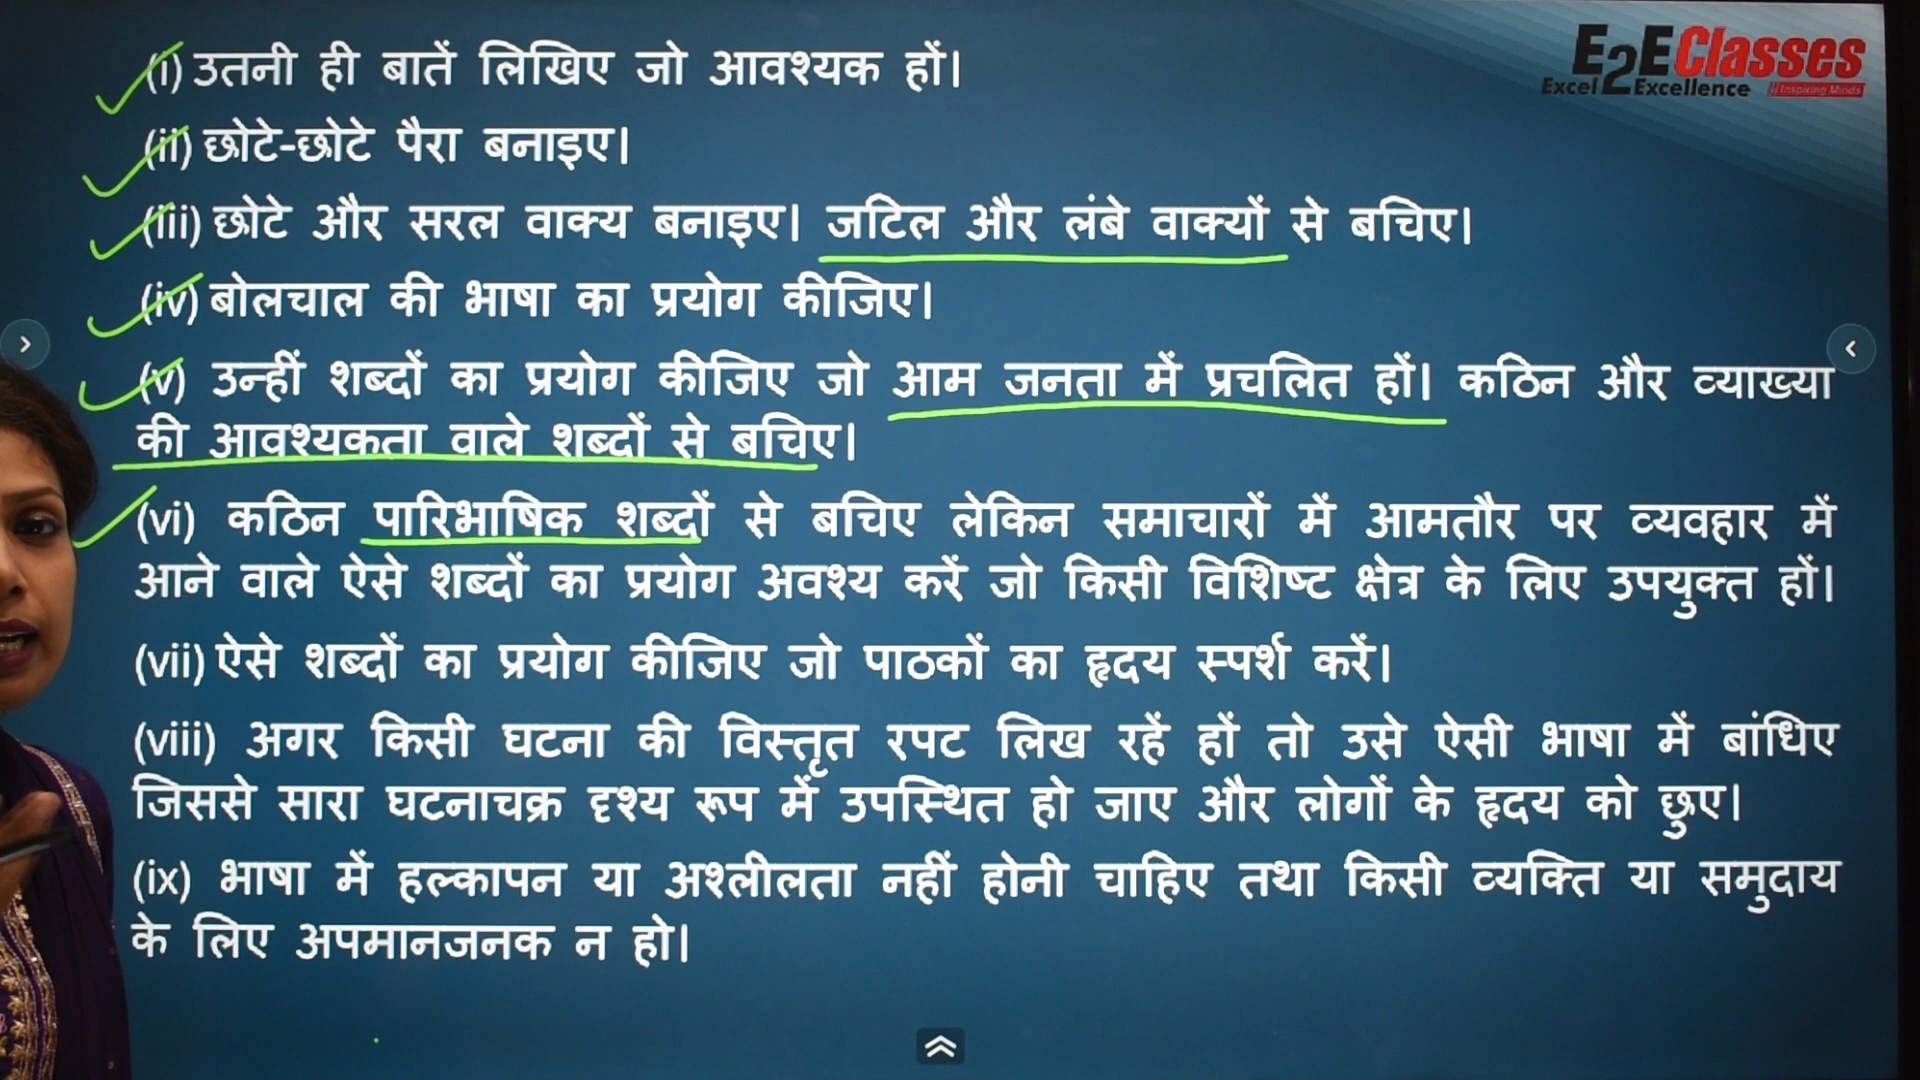 E2E Classes
Excel 2 Excellence Inspiring Minds
(i) उतनी ही बातें लिखिए जो आवश्यक हों।
(ii) छोटे-छोटे पैरा बनाइए।
(iii) छोटे और सरल वाक्य बनाइए। जटिल और लंबे वाक्यों से बचिए।
(iv) बोलचाल की भाषा का प्रयोग कीजिए।
(v) उन्हीं शब्दों का प्रयोग कीजिए जो आम जनता में प्रचलित हों। कठिन और व्याख्या
की आवश्यकता वाले शब्दों से बचिए।
(vi) कठिन पारिभाषिक शब्दों से बचिए लेकिन समाचारों में आमतौर पर व्यवहार में
आने वाले ऐसे शब्दों का प्रयोग अवश्य करें जो किसी विशिष्ट क्षेत्र के लिए उपयुक्त हों।
(vii) ऐसे शब्दों का प्रयोग कीजिए जो पाठकों का हृदय स्पर्श करें।
(viii) अगर किसी घटना की विस्तृत रपट लिख रहें हों तो उसे ऐसी भाषा में बांधिए
जिससे सारा घटनाचक्र दृश्य रूप में उपस्थित हो जाए और लोगों के हृदय को छुए।
(ix) भाषा में हल्कापन या अश्लीलता नहीं होनी चाहिए तथा किसी व्यक्ति या समुदाय
के लिए अपमानजनक न हो।